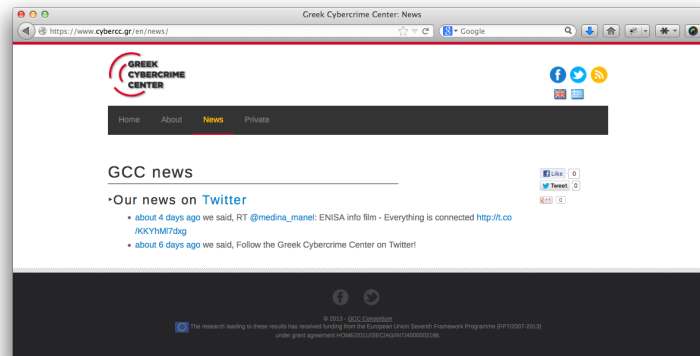 Greek Cybercrime Center: News
https://www.cybercc.gr/en/news/
Google
GREEK
CYBERCRIME
CENTER
Home About News Private
GCC news
Like 0
Tweet 0
+1 0
Our news on Twitter
about 4 days ago we said, RT @medina_manel: ENISA info film - Everything is connected http://t.co
/KKYhMl7dxg
about 6 days ago we said, Follow the Greek Cybercrime Center on Twitter!
© 2013 - GCC Consortium
The research leading to these results has received funding from the European Union Seventh Framework Programme (FP7/2007-2013)
under grant agreement HOME/2011/ISEC/AG/INT/4000002166.